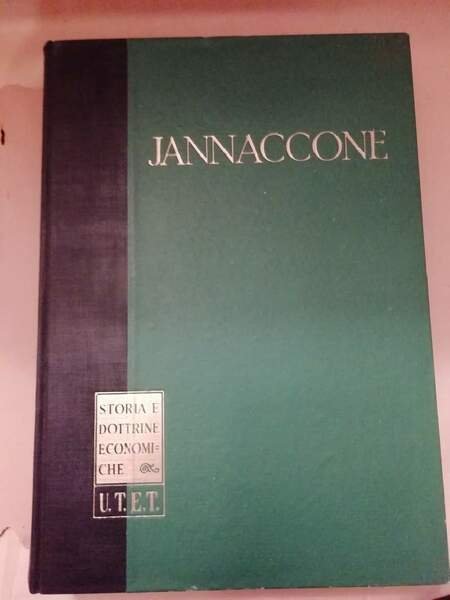 JANNACCONE
STORIA E
DOTTRINE
ECONOMI=
CHE
U.T.E.T.